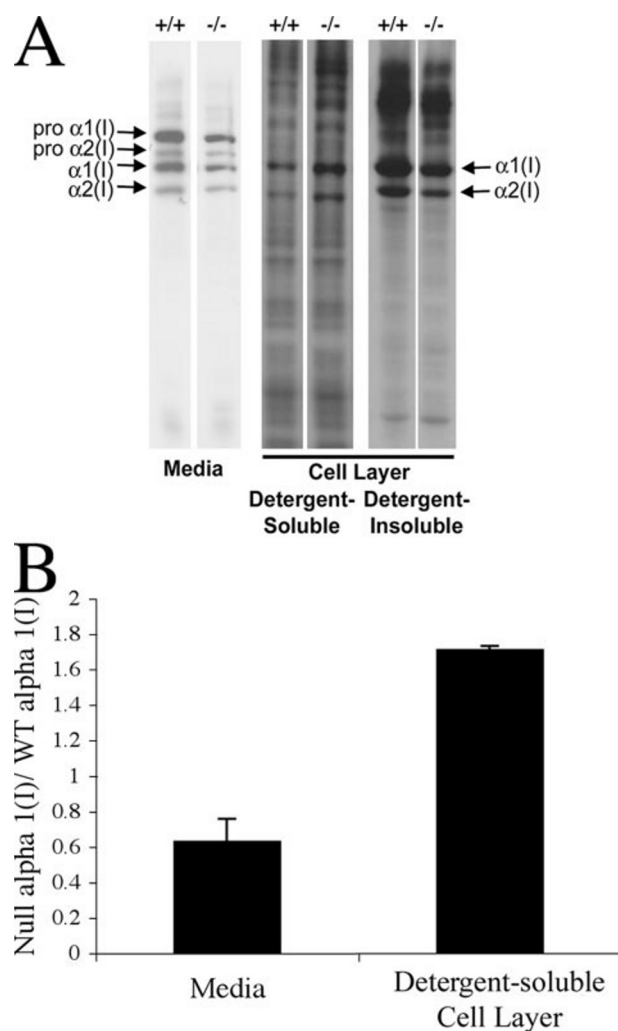 A
+/+ -/- +/+ -/- +/+ -/-
pro α1(I)
pro α2(I)
α1(I)
α2(I)
α1(I)
α2(I)
Media
Cell Layer
Detergent- Detergent-
Soluble Insoluble
B
Null alpha 1(I)/ WT alpha 1(I)
2
1.8
1.6
1.4
1.2
1
0.8
0.6
0.4
0.2
0
Media
Detergent-soluble
Cell Layer